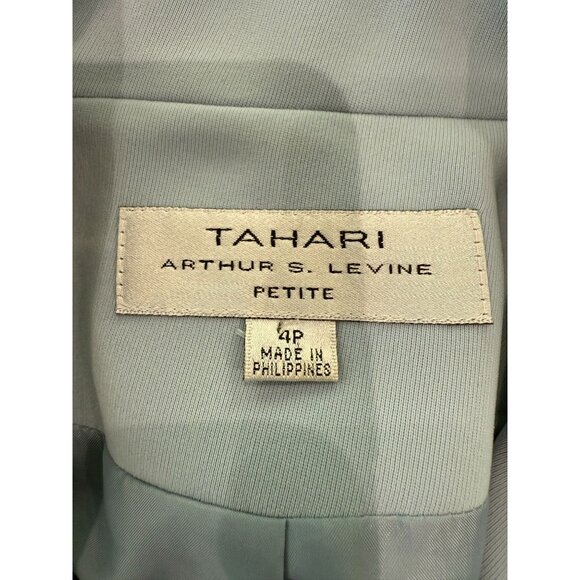 TAHARI
ARTHUR S. LEVINE
PETITE
4P
MADE IN
PHILIPPINES